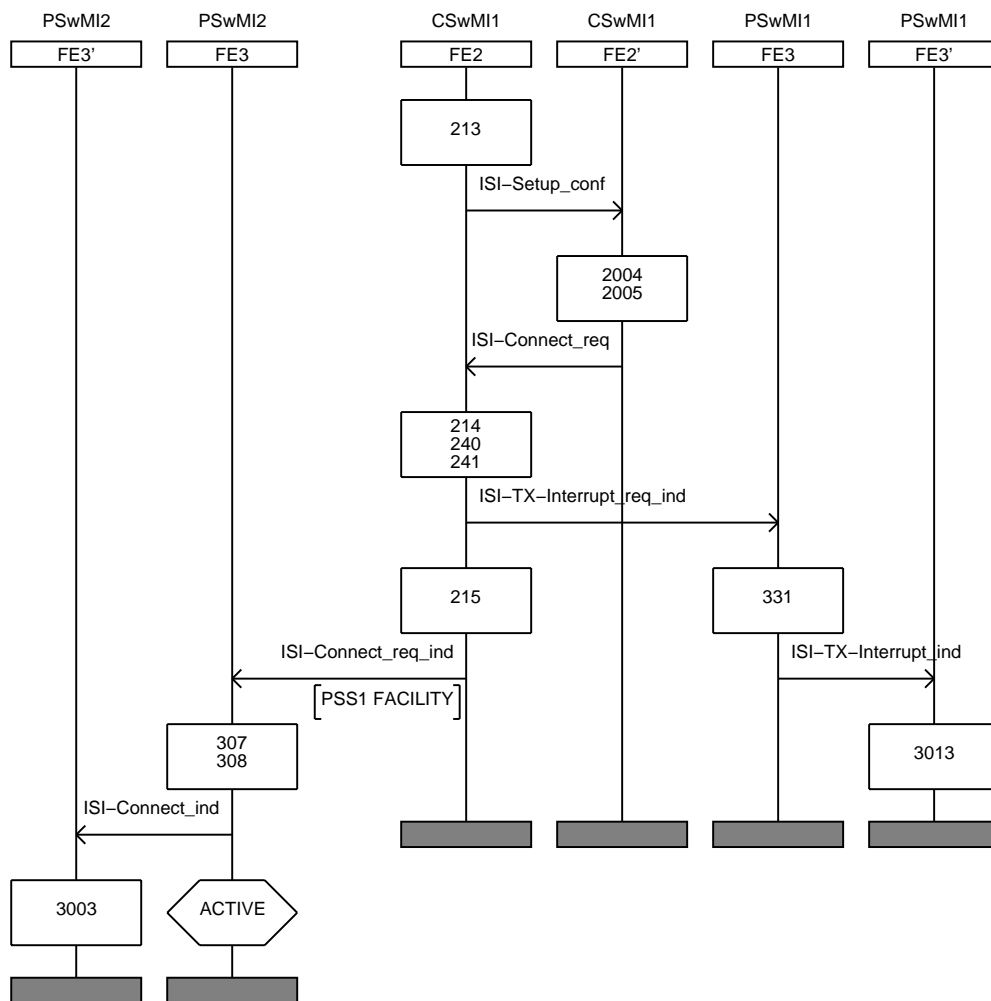 PSwMI2
PSwMI2
CSwMI1
CSwMI1
PSwMI1
PSwMI1
FE3'
FE3
FE2
FE2'
FE3
FE3'
213
ISI−Setup_conf
2004
2005
ISI−Connect_req
214
240
241
ISI−TX−Interrupt_req_ind
215
331
ISI−Connect_req_ind
ISI−TX−Interrupt_ind
PSS1 FACILITY
307
308
3013
ISI−Connect_ind
3003
ACTIVE